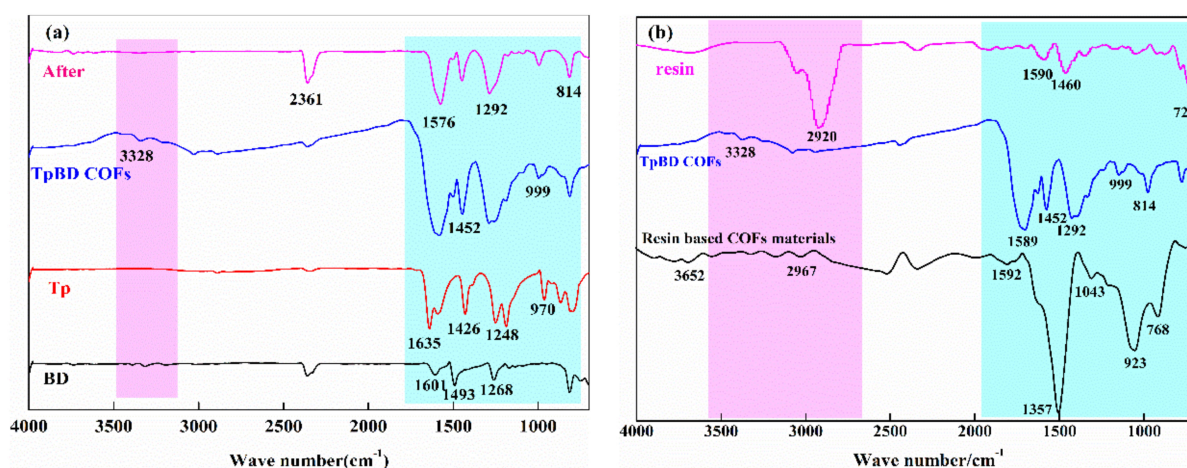 (a)
After
2361
1576
1292
814
3328
TpBD COFs
1452
999
Tp
1635
1426
1248
970
BD
1601
1493
1268
4000 3500 3000 2500 2000 1500 1000
Wave number(cm⁻¹)
(b)
resin
2920
1590
1460
72
3328
TpBD COFs
1589
1452
1292
999
814
Resin based COFs materials
3652
2967
1592
1357
1043
923
768
4000 3500 3000 2500 2000 1500 1000
Wave number/cm⁻¹